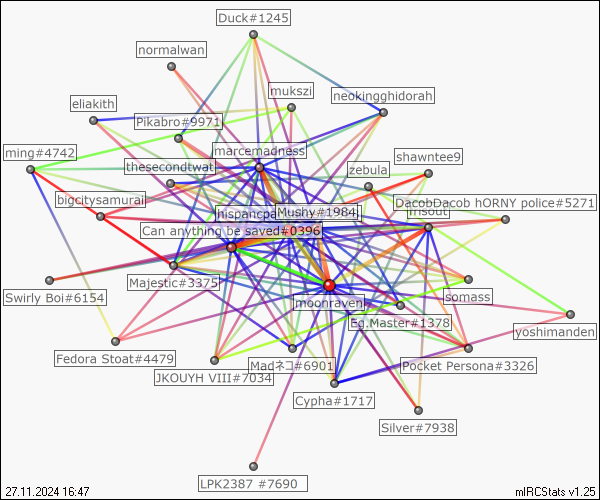 Duck#1245
normalwan
mukszi
neokingghidorah
eliakith
Pikabro#9971
marcemadness
ming#4742
thesecondtwat
zebula
shawntee9
bigcitysamurai
DacobDacob hORNY police#5271
Mushy#1984
Can anything be saved#0396
Majestic#3375
Swirly Boi#6154
moonraven
somass
Eg.Master#1378
yoshimanden
Fedora Stoat#4479
JKOUYH VIII#7034
Madネコ#6901
Pocket Persona#3326
Cypha#1717
Silver#7938
LPK2387 #7690
27.11.2024 16:47
mIRCStats v1.25